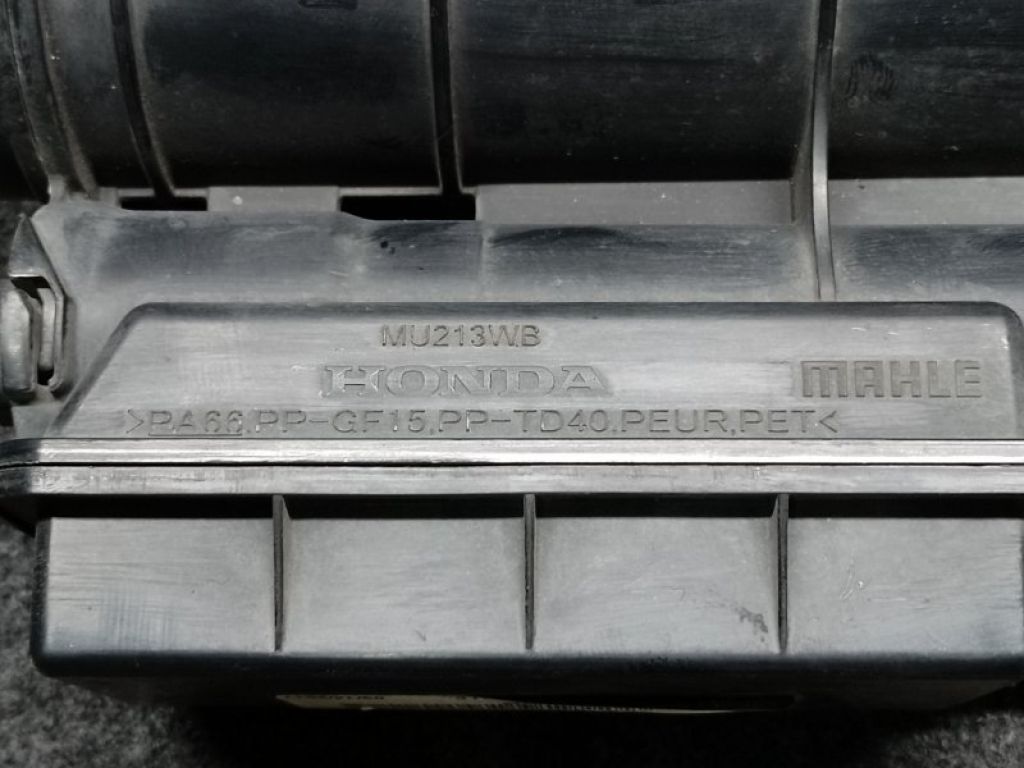 MU213WB
HONDA MAHLE
>PA66,PP-GF15,PP-TD40,PEUR,PET<